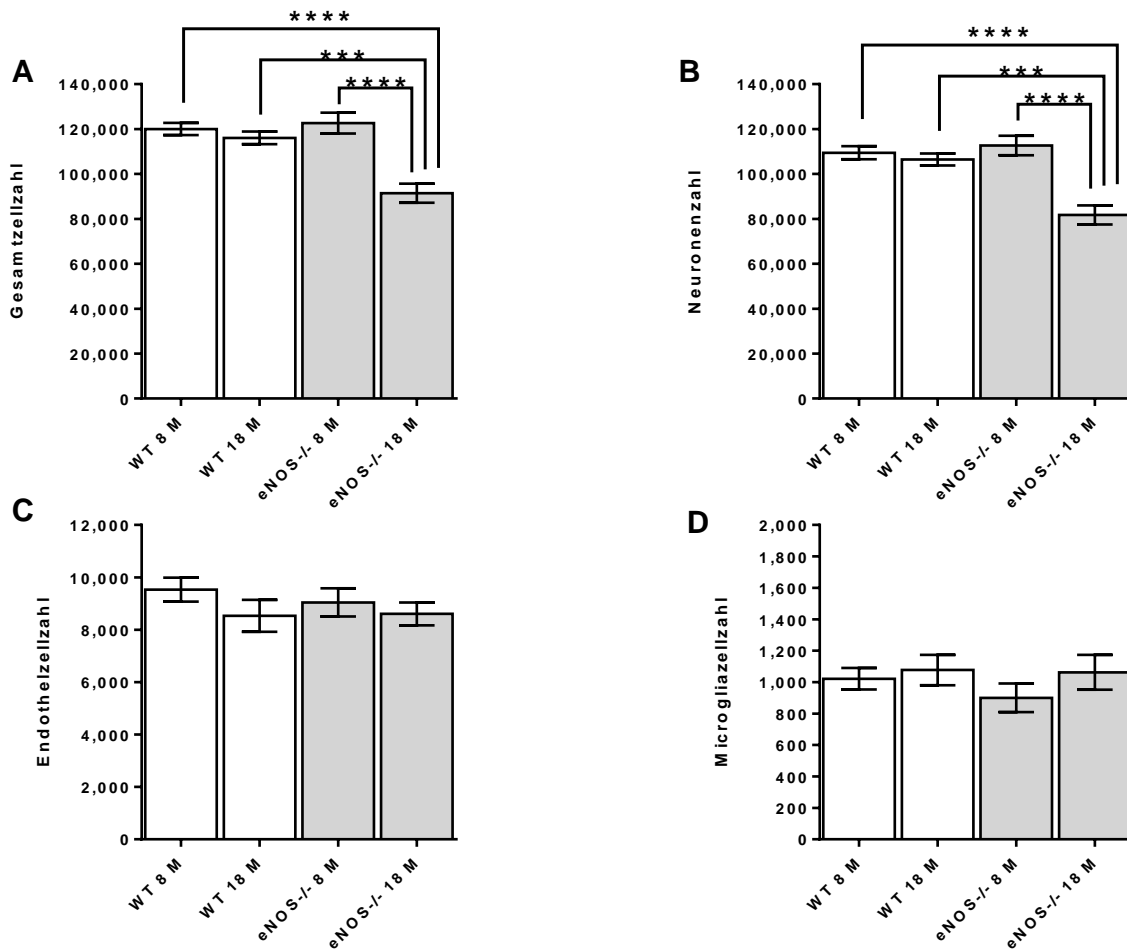 ****
***
****
A
140,000
120,000
100,000
80,000
60,000
40,000
20,000
0
Gesamtzellzahl
WT 8 M
WT 18 M
eNOS-/- 8 M
eNOS-/- 18 M
****
***
****
B
140,000
120,000
100,000
80,000
60,000
40,000
20,000
0
Neuronenzahl
WT 8 M
WT 18 M
eNOS-/- 8 M
eNOS-/- 18 M
C
12,000
10,000
8,000
6,000
4,000
2,000
0
Endothelzellzahl
WT 8 M
WT 18 M
eNOS-/- 8 M
eNOS-/- 18 M
D
2,000
1,800
1,600
1,400
1,200
1,000
800
600
400
200
0
Microgliazellzahl
WT 8 M
WT 18 M
eNOS-/- 8 M
eNOS-/- 18 M